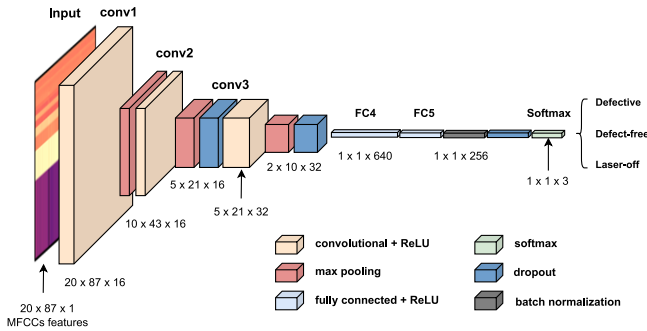 Input
conv1
conv2
conv3
FC4
FC5
Softmax
Defective
Defect-free
Laser-off
1 x 1 x 640
1 x 1 x 256
1 x 1 x 3
2 x 10 x 32
5 x 21 x 16
5 x 21 x 32
10 x 43 x 16
20 x 87 x 16
20 x 87 x 1
MFCCs features
convolutional + ReLU
max pooling
fully connected + ReLU
softmax
dropout
batch normalization